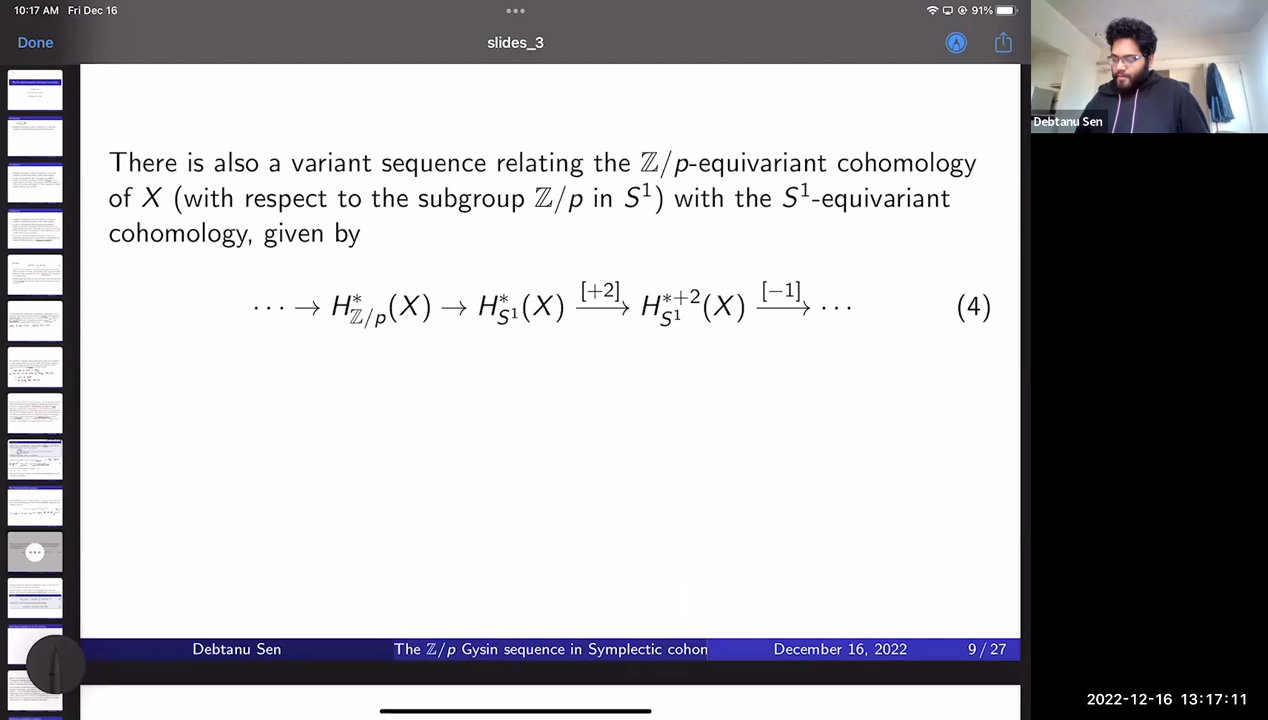 10:17 AM Fri Dec 16
91%
Done
slides_3
Debtanu Sen
There is also a variant sequence relating the ℤ/p-equivariant cohomology
of X (with respect to the subgroup ℤ/p in S¹) with the S¹-equivariant
cohomology, given by
⋯ → H^*_{ℤ/p}(X) → H^*_{S¹}(X) \xrightarrow{[+2]} H^{*+2}_{S¹}(X) \xrightarrow{[−1]} ⋯ (4)
Debtanu Sen The ℤ/p Gysin sequence in Symplectic cohon December 16, 2022 9 / 27
2022-12-16 13:17:11